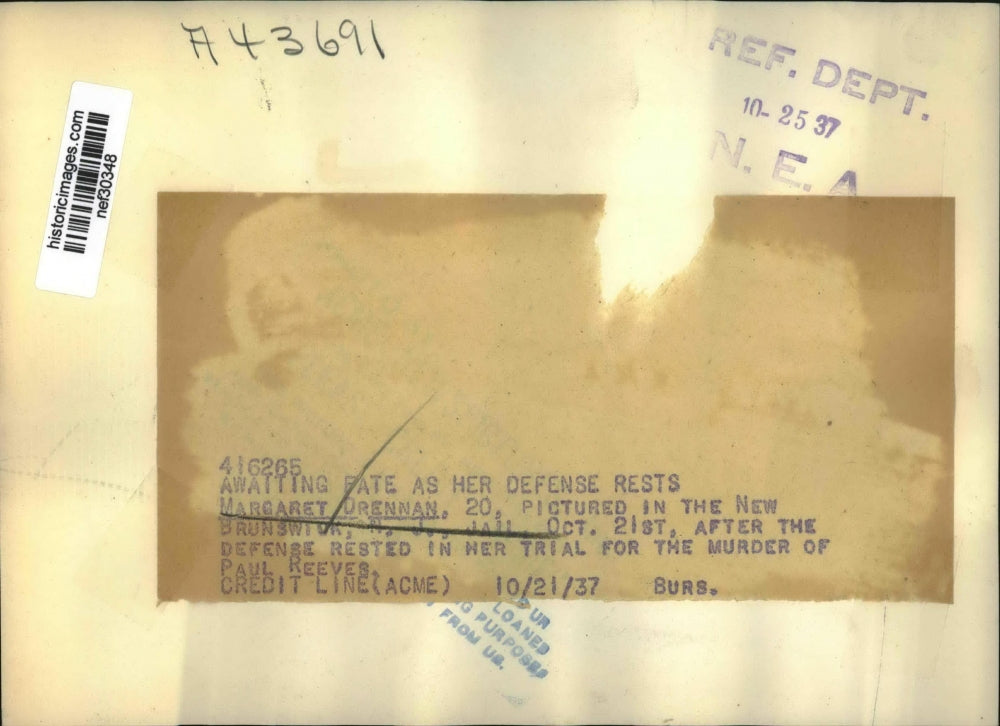 A43691
REF. DEPT.
10-25 37
N. E. A
historicimages.com
nef30348
416265
AWAITING FATE AS HER DEFENSE RESTS
MARGARET DRENNAN, 20, PICTURED IN THE NEW
BRUNSWICK, N. J., JAIL, OCT. 21ST, AFTER THE
DEFENSE RESTED IN HER TRIAL FOR THE MURDER OF
PAUL REEVES.
CREDIT LINE(ACME) 10/21/37 BURS.
UR
LOANED
G PURPOSES
FROM US.